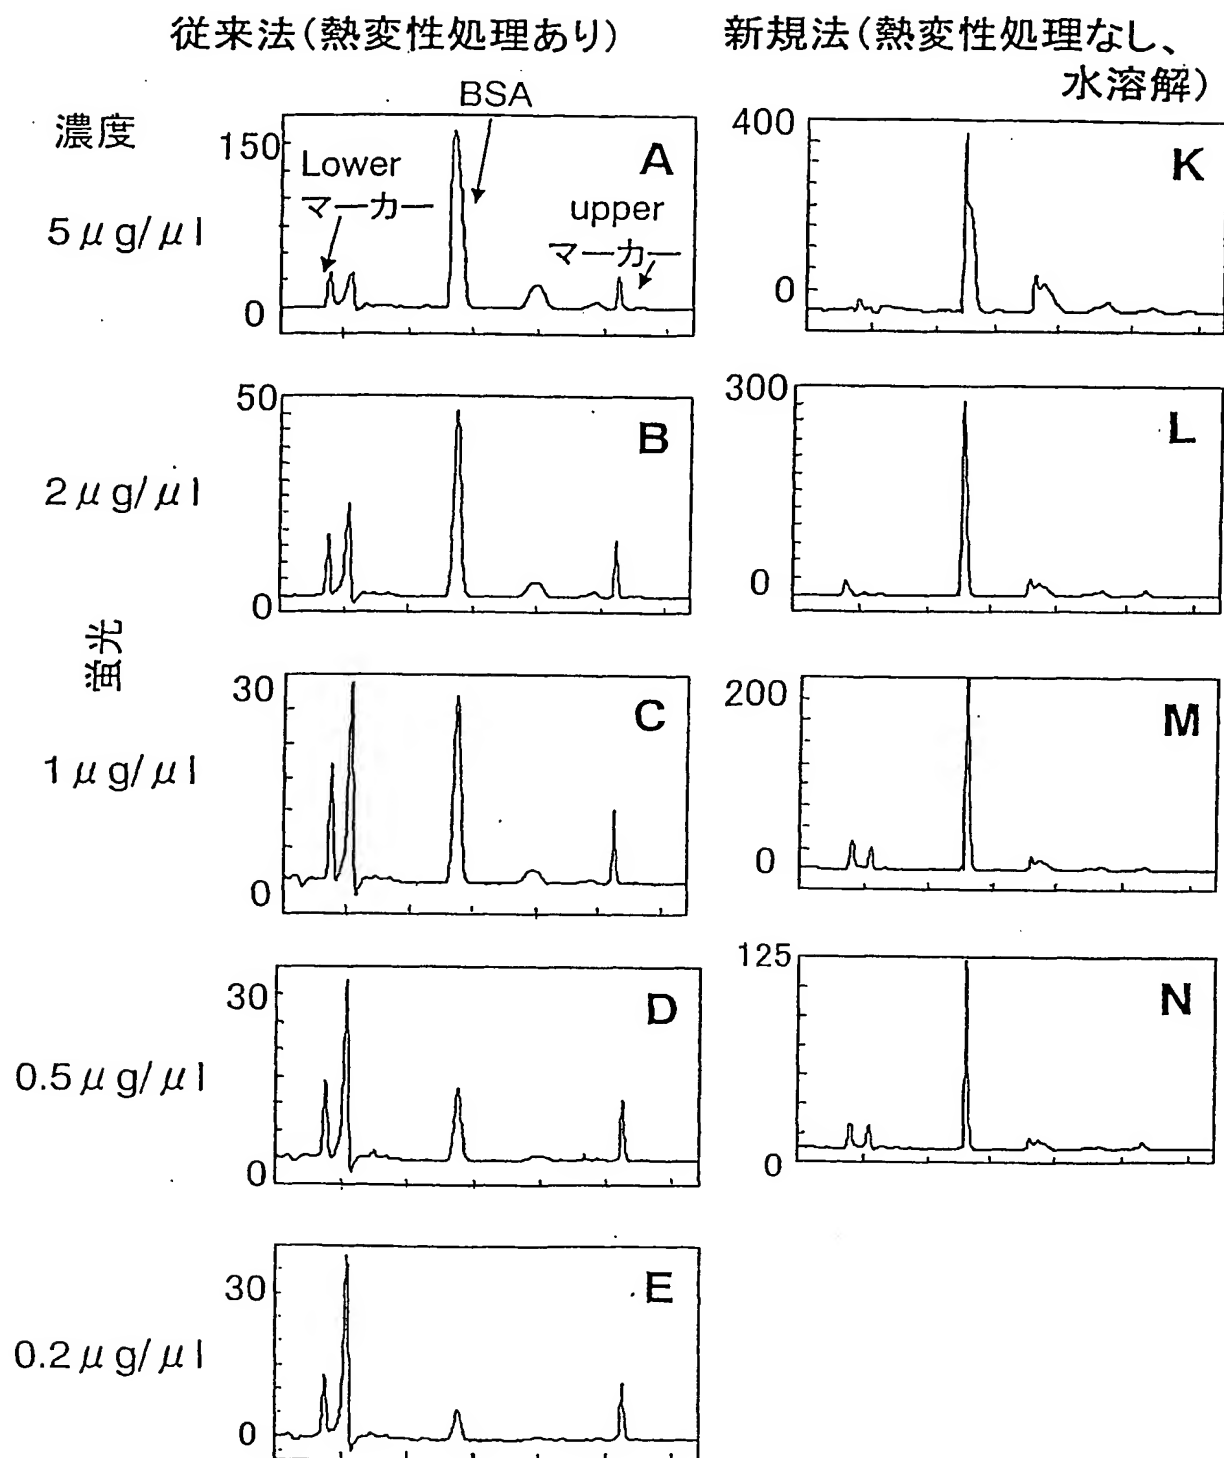 従来法（熱変性処理あり）
新規法（熱変性処理なし、
水溶解）
濃度
蛍光
5μg/μl
150
0
BSA
Lower
マーカー
upper
マーカー
A
400
0
K
2μg/μl
50
0
B
300
0
L
1μg/μl
30
0
C
200
0
M
0.5μg/μl
30
0
D
125
0
N
0.2μg/μl
30
0
E